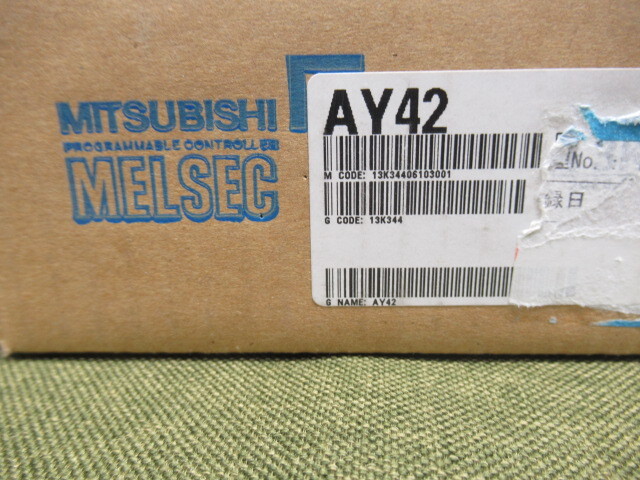 MITSUBISHI
PROGRAMMABLE CONTROLLER
MELSEC
AY42
M CODE: 13K34406103001
G CODE: 13K344
G NAME: AY42
No.
録日